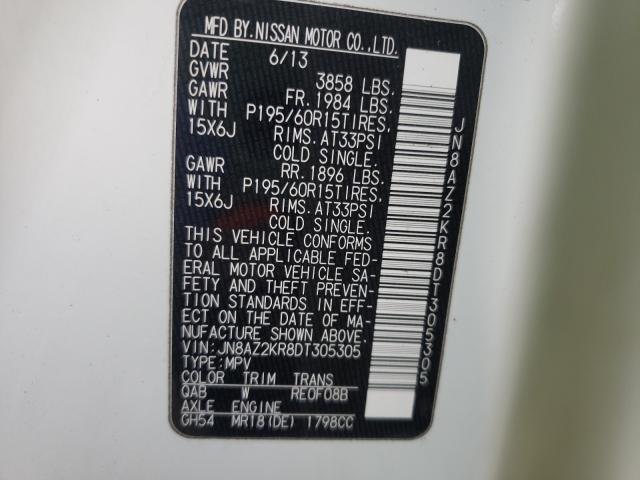 MFD BY. NISSAN MOTOR CO., LTD.
DATE 6/13
GVWR 3858 LBS.
GAWR FR. 1984 LBS.
WITH P195/60R15TIRES,
15X6J RIMS. AT33PSI
COLD SINGLE.
GAWR RR. 1896 LBS.
WITH P195/60R15TIRES,
15X6J RIMS. AT33PSI
COLD SINGLE.
THIS VEHICLE CONFORMS
TO ALL APPLICABLE FED-
ERAL MOTOR VEHICLE SA-
FETY AND THEFT PREVEN-
TION STANDARDS IN EFF-
ECT ON THE DATE OF MA-
NUFACTURE SHOWN ABOVE.
VIN: JN8AZ2KR8DT305305
TYPE: MPV
COLOR TRIM TRANS
QAB W RE0F08B
AXLE ENGINE
GH54 MR18(DE) 1798CC
JN8AZ2KR8DT305305